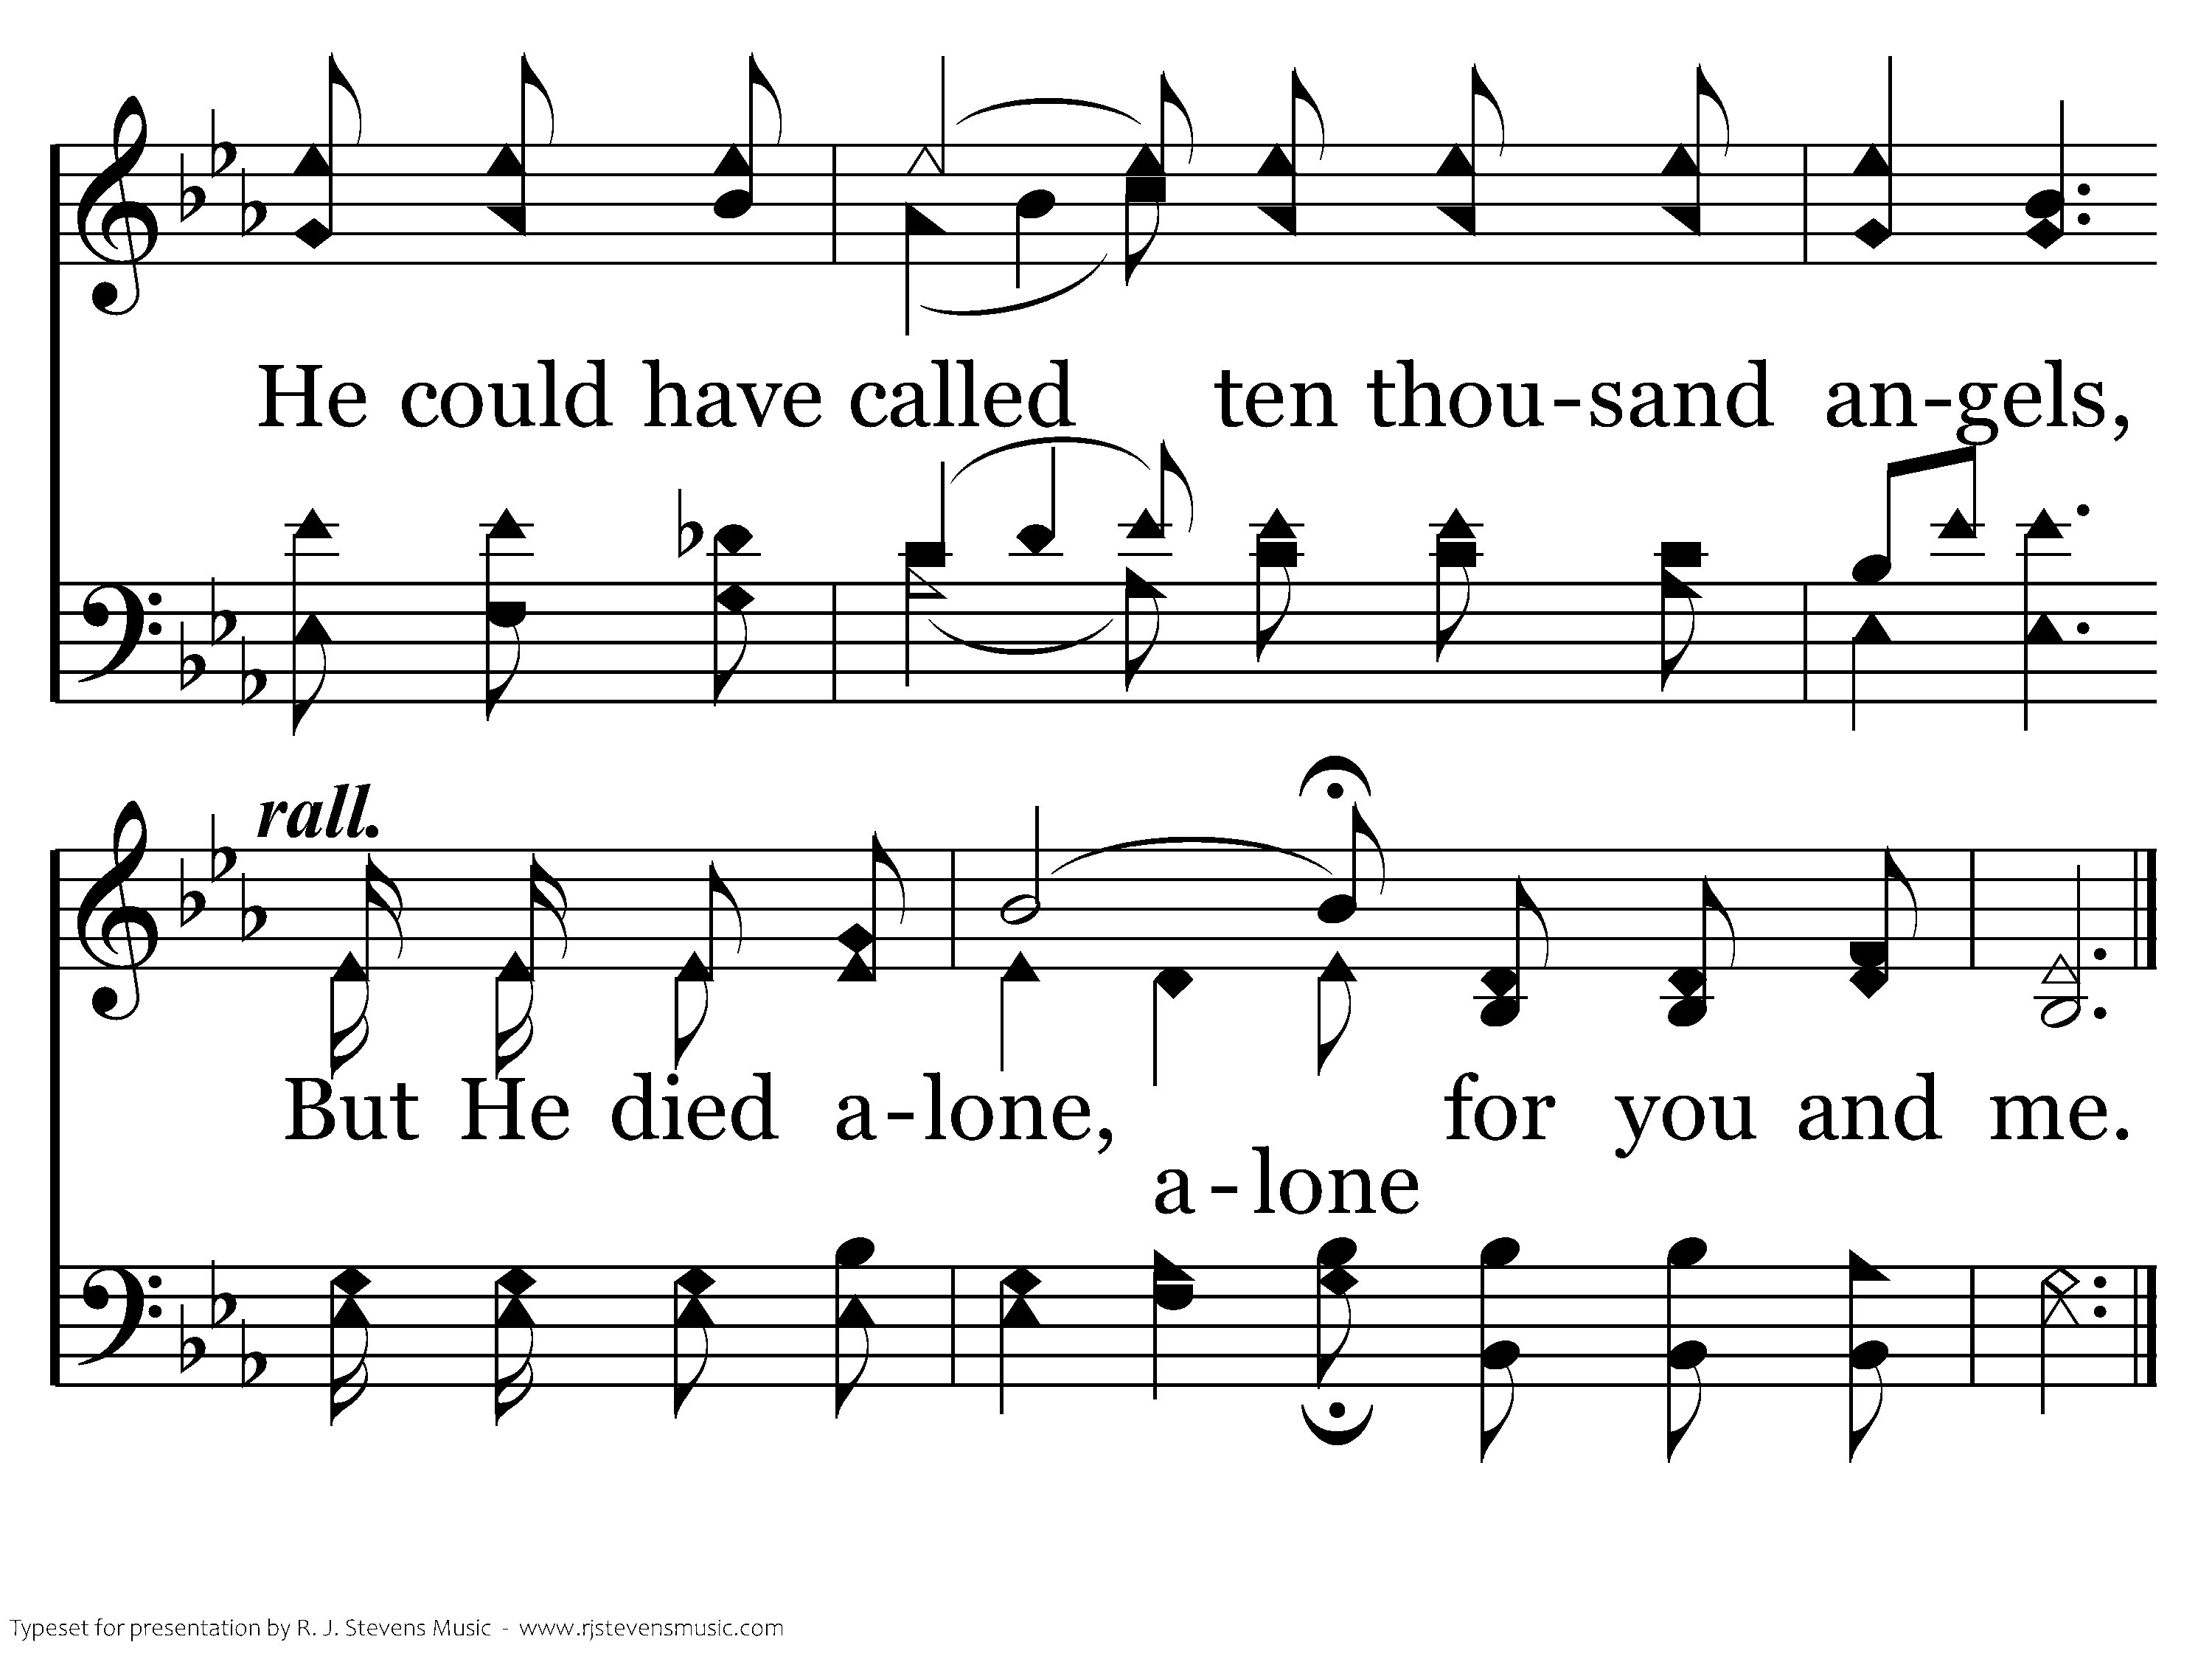 He could have called ten thou-sand an-gels,
rall.
But He died a-lone, for you and me.
a-lone
Typeset for presentation by R. J. Stevens Music - www.rjstevensmusic.com